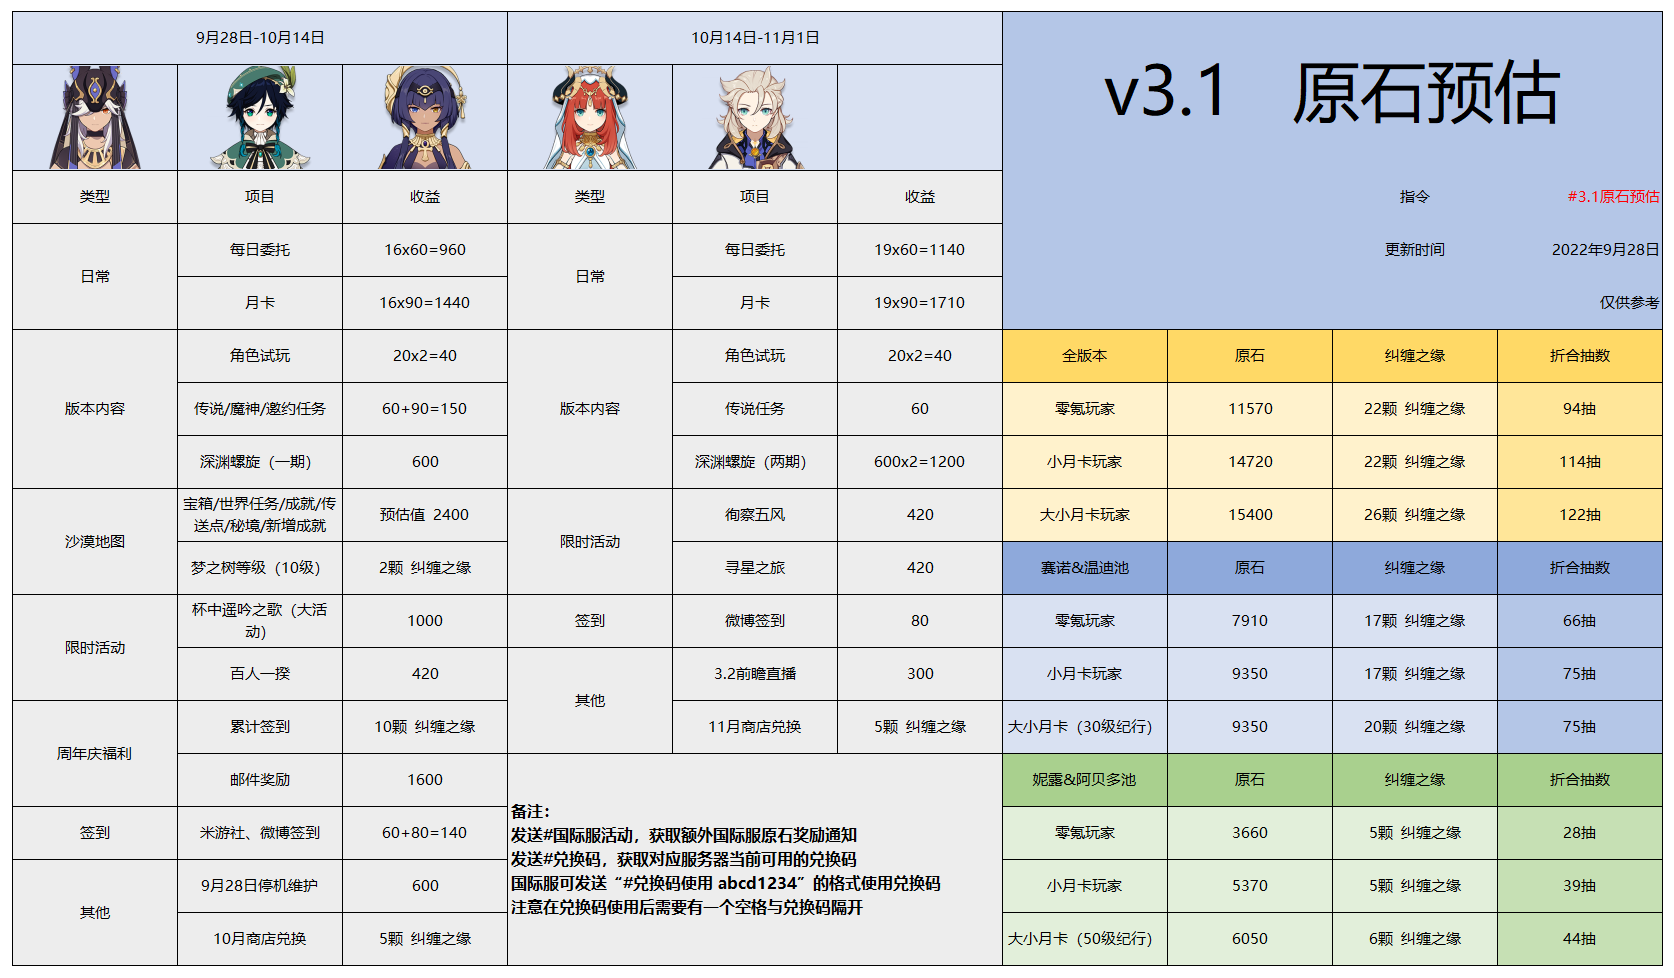 9月28日-10月14日
10月14日-11月1日
v3.1 原石预估
类型 项目 收益 类型 项目 收益
指令 #3.1原石预估
日常 每日委托 16x60=960 日常 每日委托 19x60=1140
更新时间 2022年9月28日
月卡 16x90=1440 月卡 19x90=1710
仅供参考
版本内容 角色试玩 20x2=40 版本内容 角色试玩 20x2=40
全版本 原石 纠缠之缘 折合抽数
传说/魔神/邀约任务 60+90=150 传说任务 60
零氪玩家 11570 22颗 纠缠之缘 94抽
深渊螺旋（一期） 600 深渊螺旋（两期） 600x2=1200
小月卡玩家 14720 22颗 纠缠之缘 114抽
沙漠地图
宝箱/世界任务/成就/传
送点/秘境/新增成就
预估值 2400
限时活动 徇察五风 420
大小月卡玩家 15400 26颗 纠缠之缘 122抽
梦之树等级（10级） 2颗 纠缠之缘 寻星之旅 420
赛诺&温迪池 原石 纠缠之缘 折合抽数
限时活动
杯中遥吟之歌（大活
动）
1000
签到 微博签到 80
零氪玩家 7910 17颗 纠缠之缘 66抽
百人一揆 420 其他 3.2前瞻直播 300
小月卡玩家 9350 17颗 纠缠之缘 75抽
周年庆福利 累计签到 10颗 纠缠之缘 11月商店兑换 5颗 纠缠之缘
大小月卡（30级纪行） 9350 20颗 纠缠之缘 75抽
邮件奖励 1600
妮露&阿贝多池 原石 纠缠之缘 折合抽数
签到 米游社、微博签到 60+80=140
零氪玩家 3660 5颗 纠缠之缘 28抽
其他 9月28日停机维护 600
小月卡玩家 5370 5颗 纠缠之缘 39抽
10月商店兑换 5颗 纠缠之缘
大小月卡（50级纪行） 6050 6颗 纠缠之缘 44抽
备注：
发送#国际服活动，获取额外国际服原石奖励通知
发送#兑换码，获取对应服务器当前可用的兑换码
国际服可发送“#兑换码使用 abcd1234”的格式使用兑换码
注意在兑换码使用后需要有一个空格与兑换码隔开